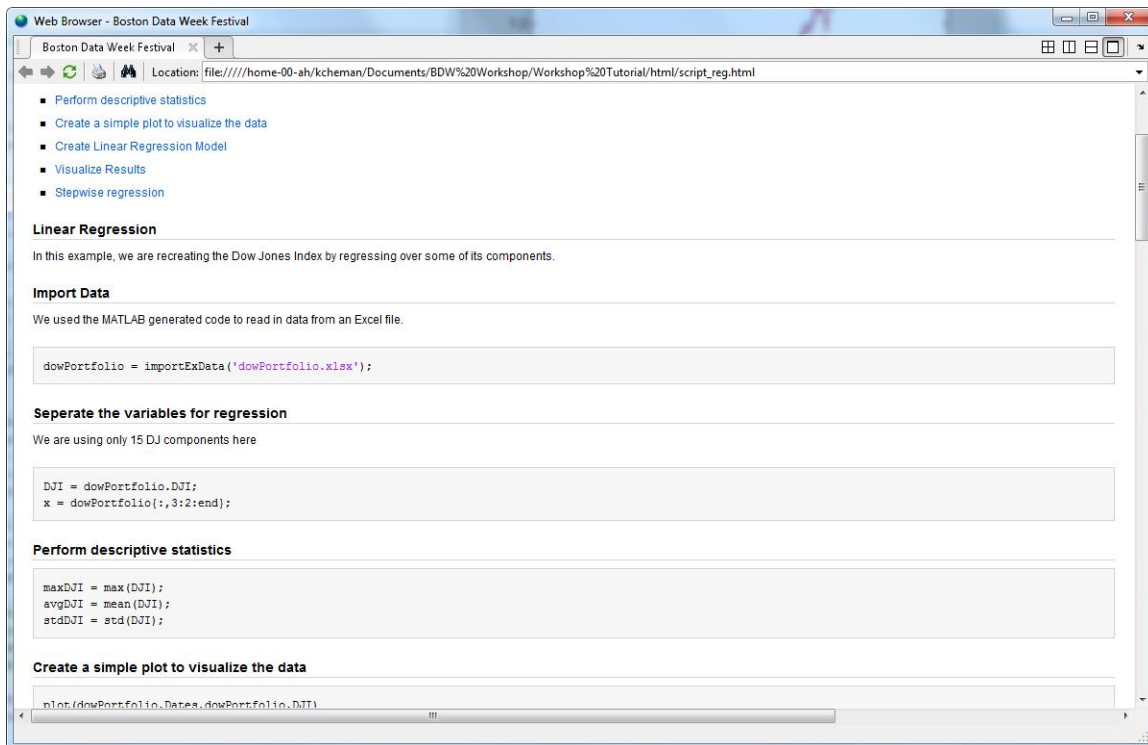 Web Browser - Boston Data Week Festival
Boston Data Week Festival
Location: file://///home-00-ah/kcheman/Documents/BDW%20Workshop/Workshop%20Tutorial/html/script_reg.html
Perform descriptive statistics
Create a simple plot to visualize the data
Create Linear Regression Model
Visualize Results
Stepwise regression
Linear Regression
In this example, we are recreating the Dow Jones Index by regressing over some of its components.
Import Data
We used the MATLAB generated code to read in data from an Excel file.
dowPortfolio = importExData('dowPortfolio.xlsx');
Seperate the variables for regression
We are using only 15 DJ components here
DJI = dowPortfolio.DJI;
x = dowPortfolio{:,3:2:end};
Perform descriptive statistics
maxDJI = max(DJI);
avgDJI = mean(DJI);
stdDJI = std(DJI);
Create a simple plot to visualize the data
plot(dowPortfolio.Dates,dowPortfolio.DJI)